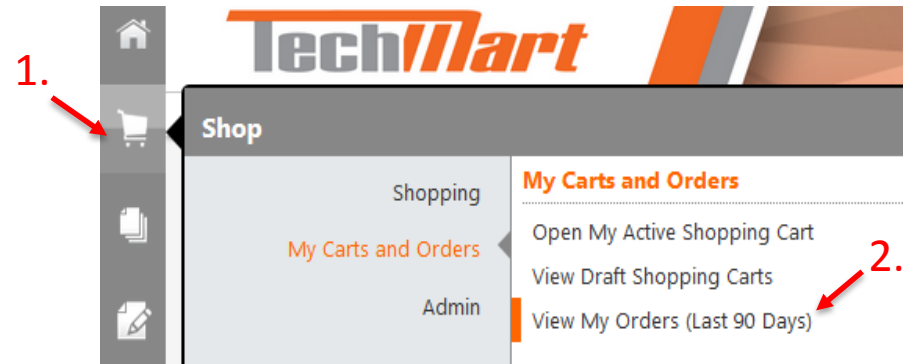 TechMart
1.
Shop
Shopping
My Carts and Orders
Admin
My Carts and Orders
Open My Active Shopping Cart
View Draft Shopping Carts
2.
View My Orders (Last 90 Days)